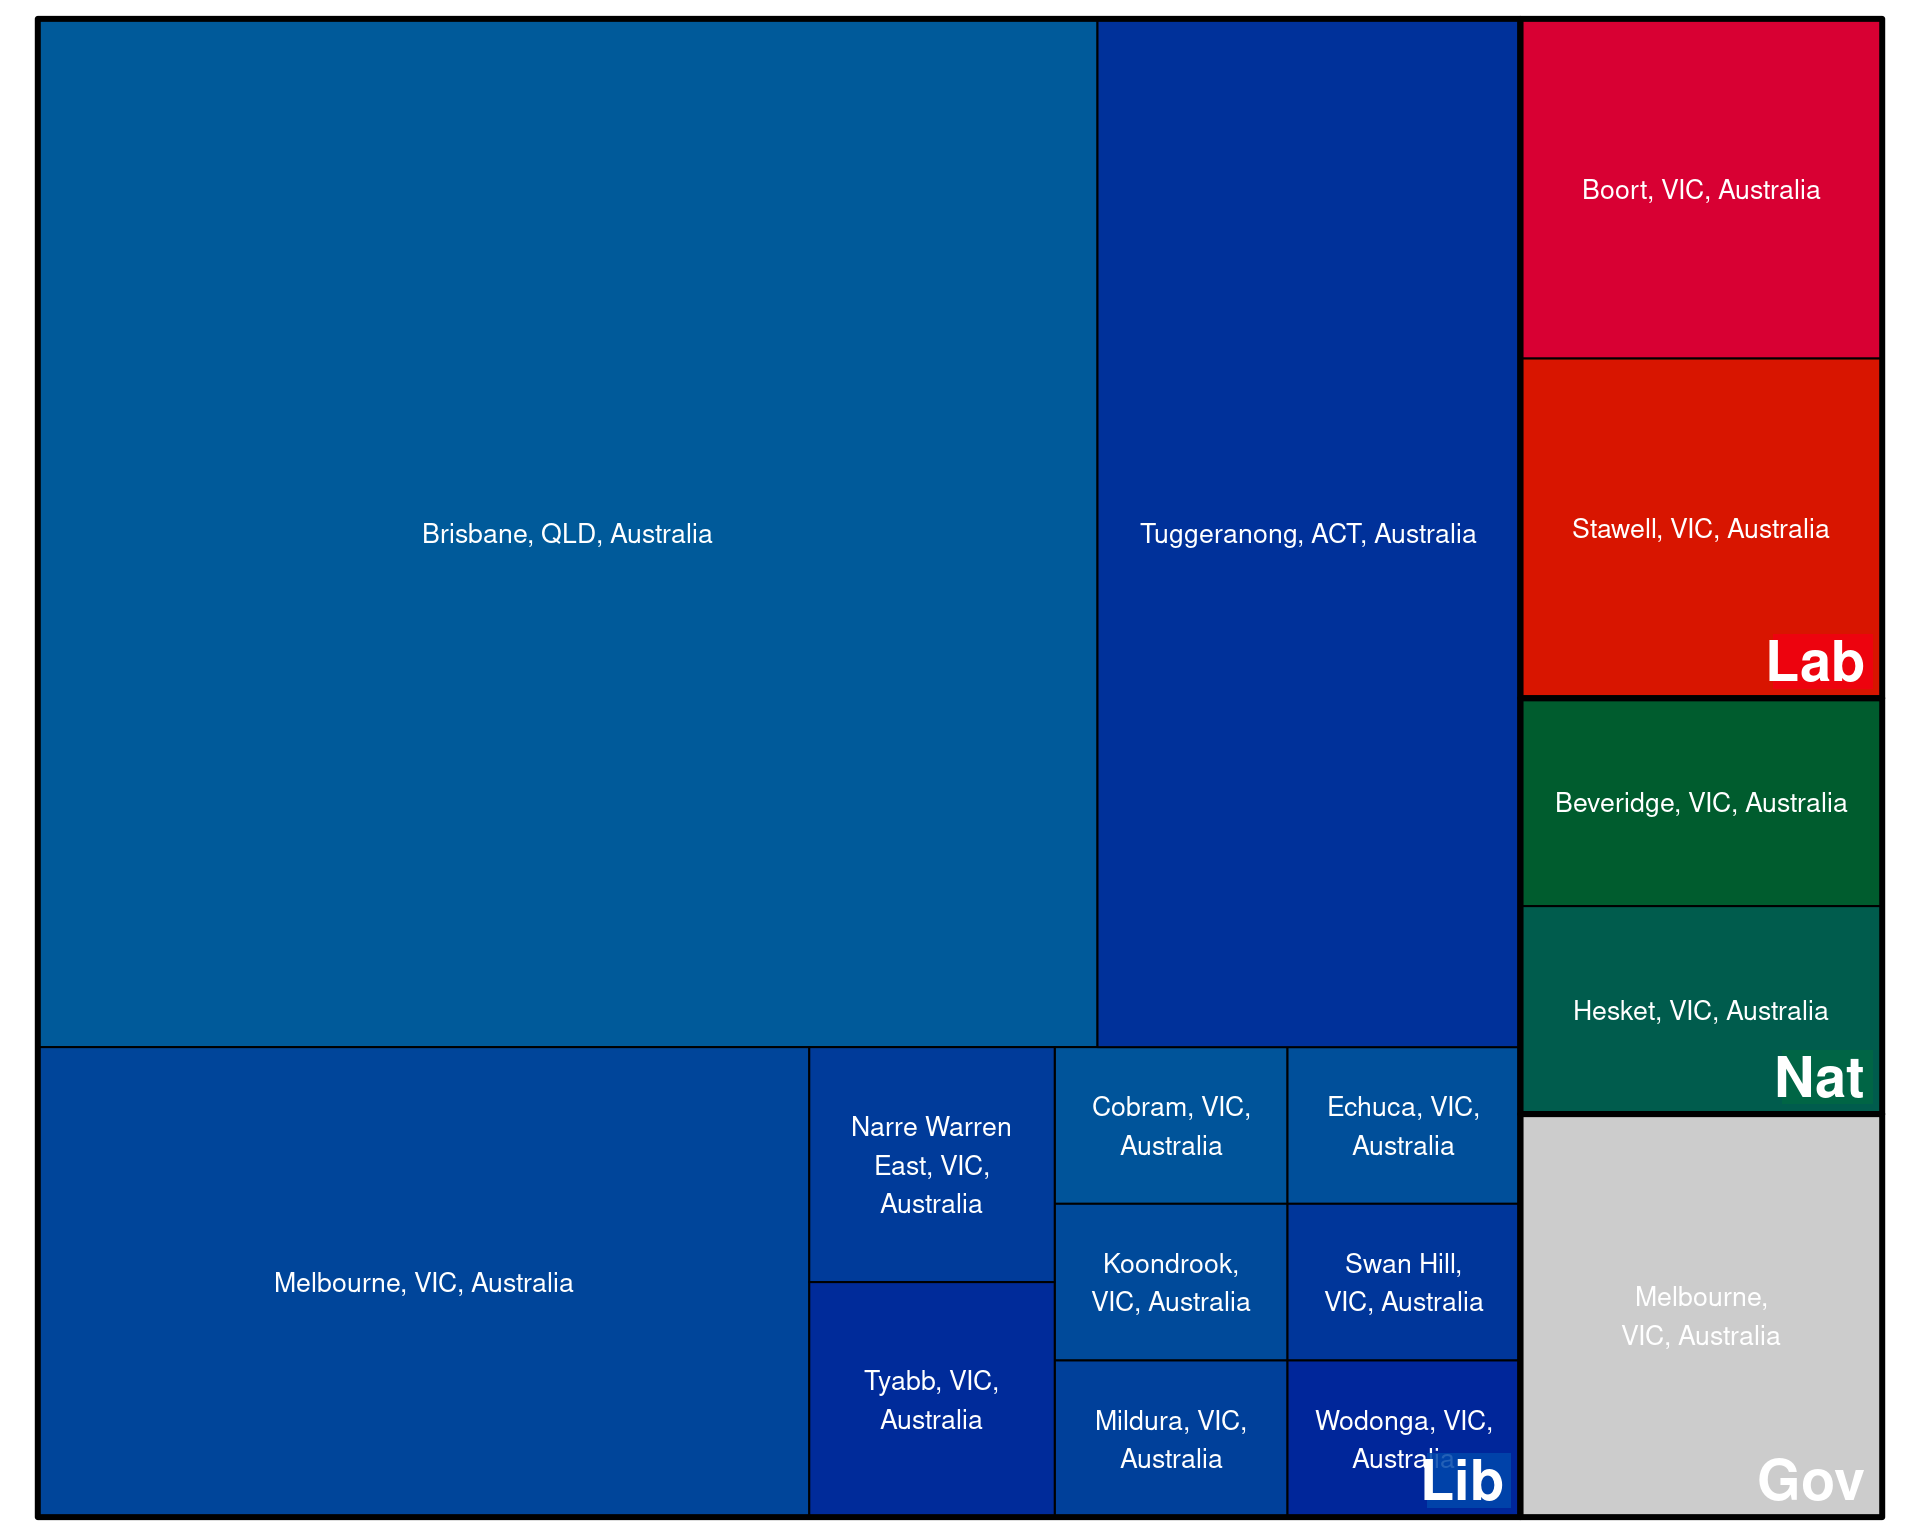 Brisbane, QLD, Australia
Tuggeranong, ACT, Australia
Boort, VIC, Australia
Stawell, VIC, Australia
Lab
Beveridge, VIC, Australia
Hesket, VIC, Australia
Nat
Melbourne, VIC, Australia
Narre Warren
East, VIC,
Australia
Tyabb, VIC,
Australia
Cobram, VIC,
Australia
Echuca, VIC,
Australia
Koondrook,
VIC, Australia
Swan Hill,
VIC, Australia
Mildura, VIC,
Australia
Wodonga, VIC,
Australia
Lib
Melbourne,
VIC, Australia
Gov